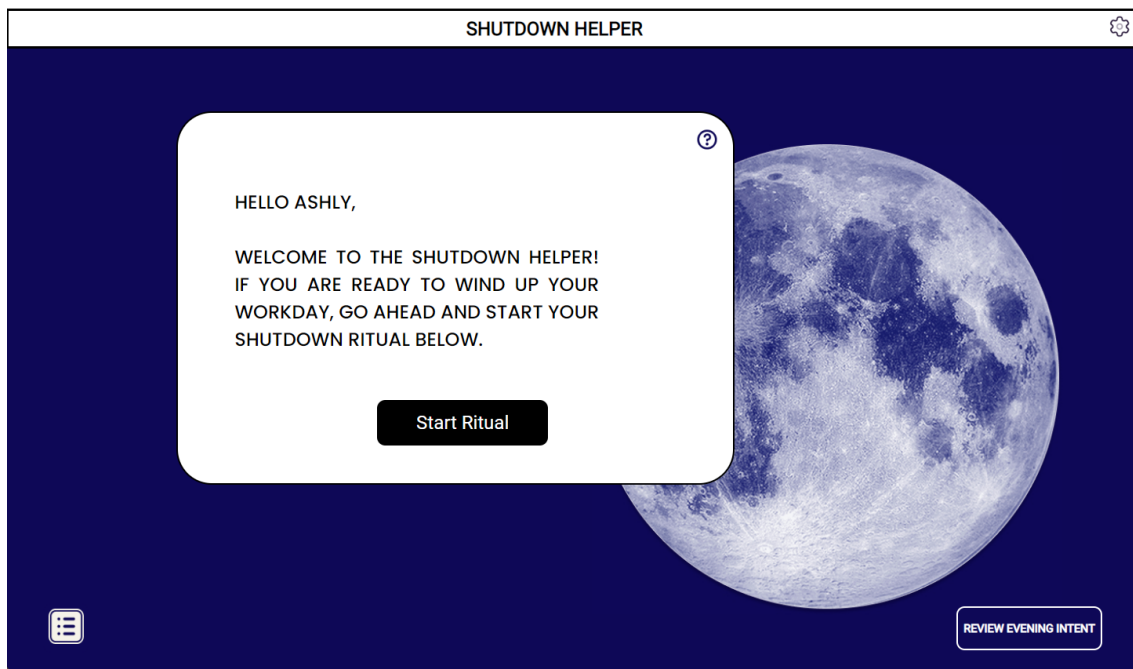 SHUTDOWN HELPER
HELLO ASHLY,
WELCOME TO THE SHUTDOWN HELPER!
IF YOU ARE READY TO WIND UP YOUR
WORKDAY, GO AHEAD AND START YOUR
SHUTDOWN RITUAL BELOW.
Start Ritual
REVIEW EVENING INTENT